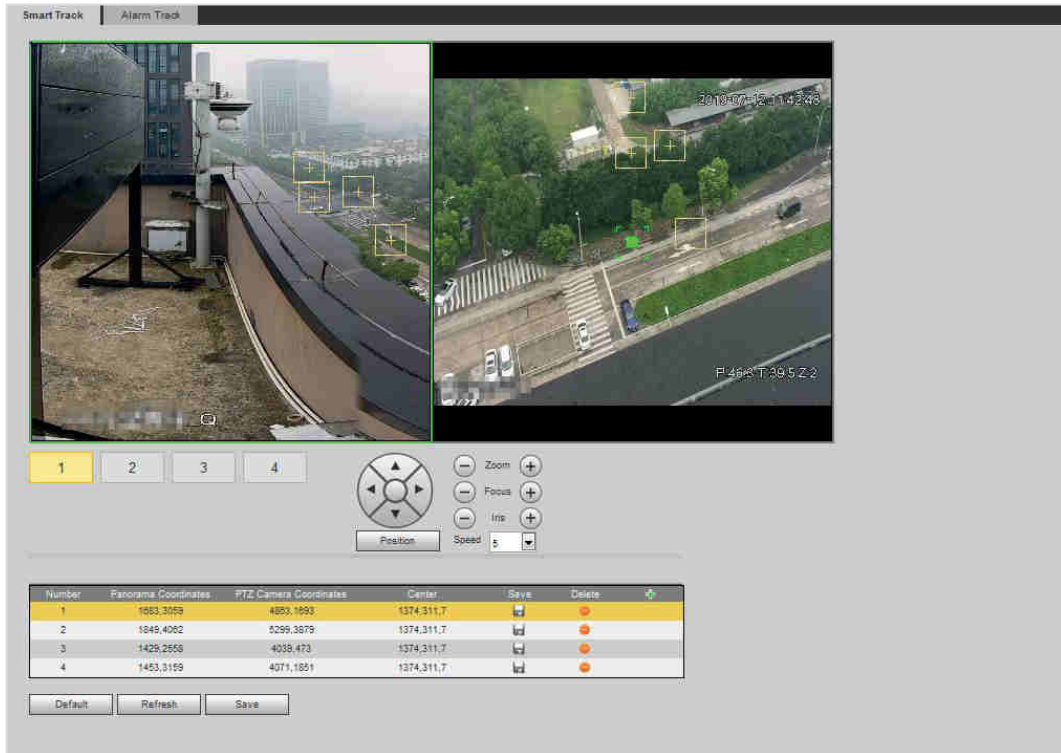 Smart Track Alarm Track
2019-07-12 11:42:43
P:46.8 T:39.5 Z:2
1 2 3 4
Zoom
Focus
Iris
Position Speed 5
Number Panorama Coordinates PTZ Camera Coordinates Center Save Delete
1 1683,3059 4863,1693 1374,311,7
2 1849,4062 5299,3879 1374,311,7
3 1429,2558 4039,473 1374,311,7
4 1453,3159 4071,1851 1374,311,7
Default Refresh Save